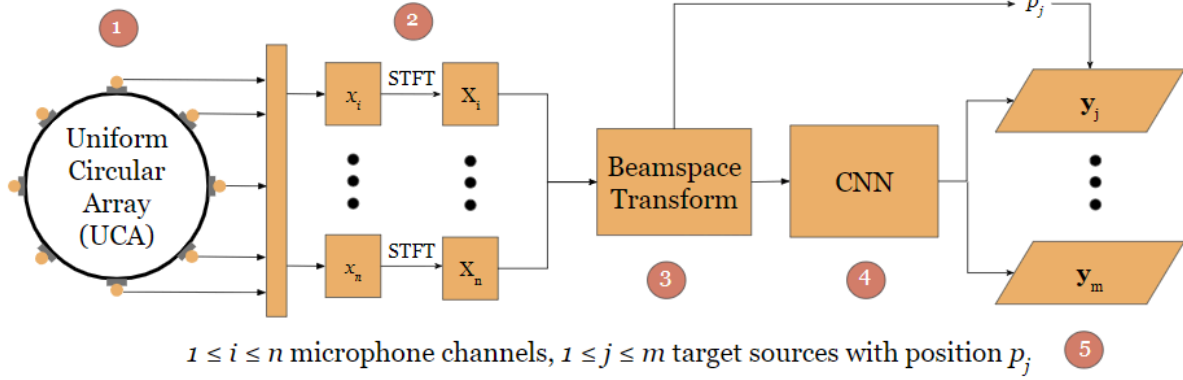 1
2
p_j
Uniform
Circular
Array
(UCA)
x_i
STFT
X_i
y_j
Beamspace
Transform
CNN
x_n
STFT
X_n
y_m
3
4
5
1 ≤ i ≤ n microphone channels, 1 ≤ j ≤ m target sources with position p_j